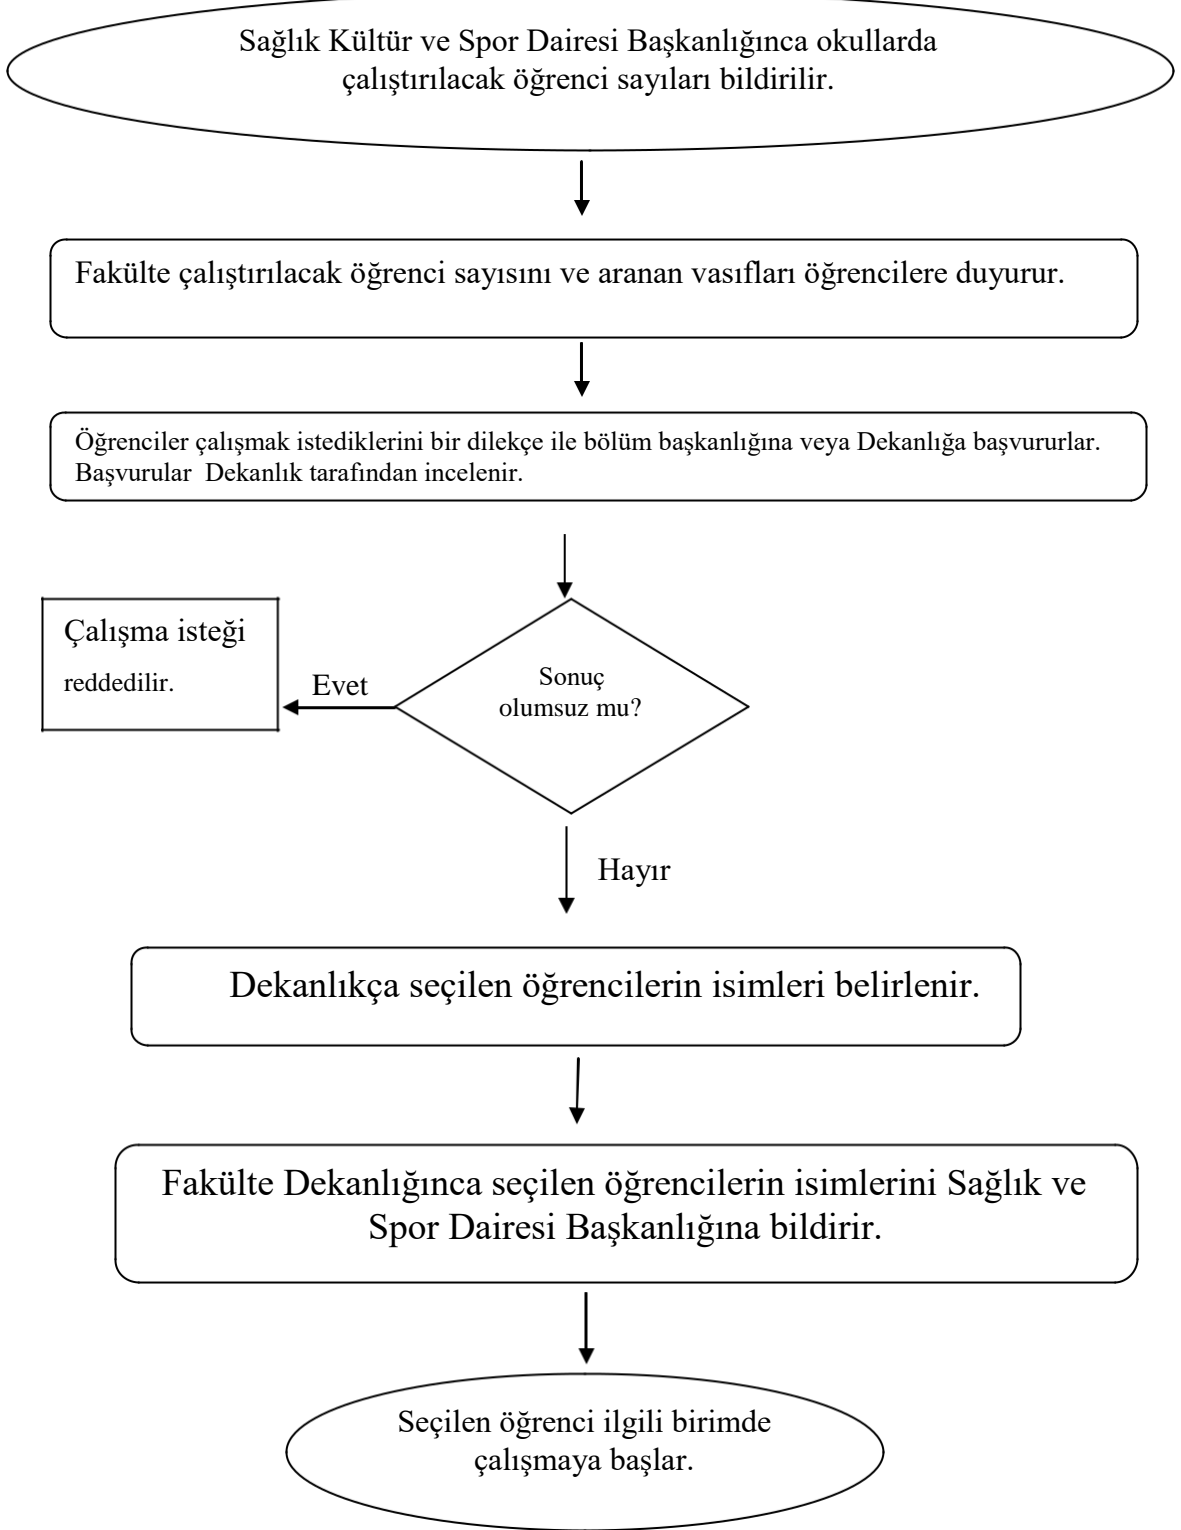 Sağlık Kültür ve Spor Dairesi Başkanlığınca okullarda
çalıştırılacak öğrenci sayıları bildirilir.
Fakülte çalıştırılacak öğrenci sayısını ve aranan vasıfları öğrencilere duyurur.
Öğrenciler çalışmak istediklerini bir dilekçe ile bölüm başkanlığına veya Dekanlığa başvururlar.
Başvurular Dekanlık tarafından incelenir.
Çalışma isteği
reddedilir.
Evet
Sonuç
olumsuz mu?
Hayır
Dekanlıkça seçilen öğrencilerin isimleri belirlenir.
Fakülte Dekanlığınca seçilen öğrencilerin isimlerini Sağlık ve
Spor Dairesi Başkanlığına bildirir.
Seçilen öğrenci ilgili birimde
çalışmaya başlar.